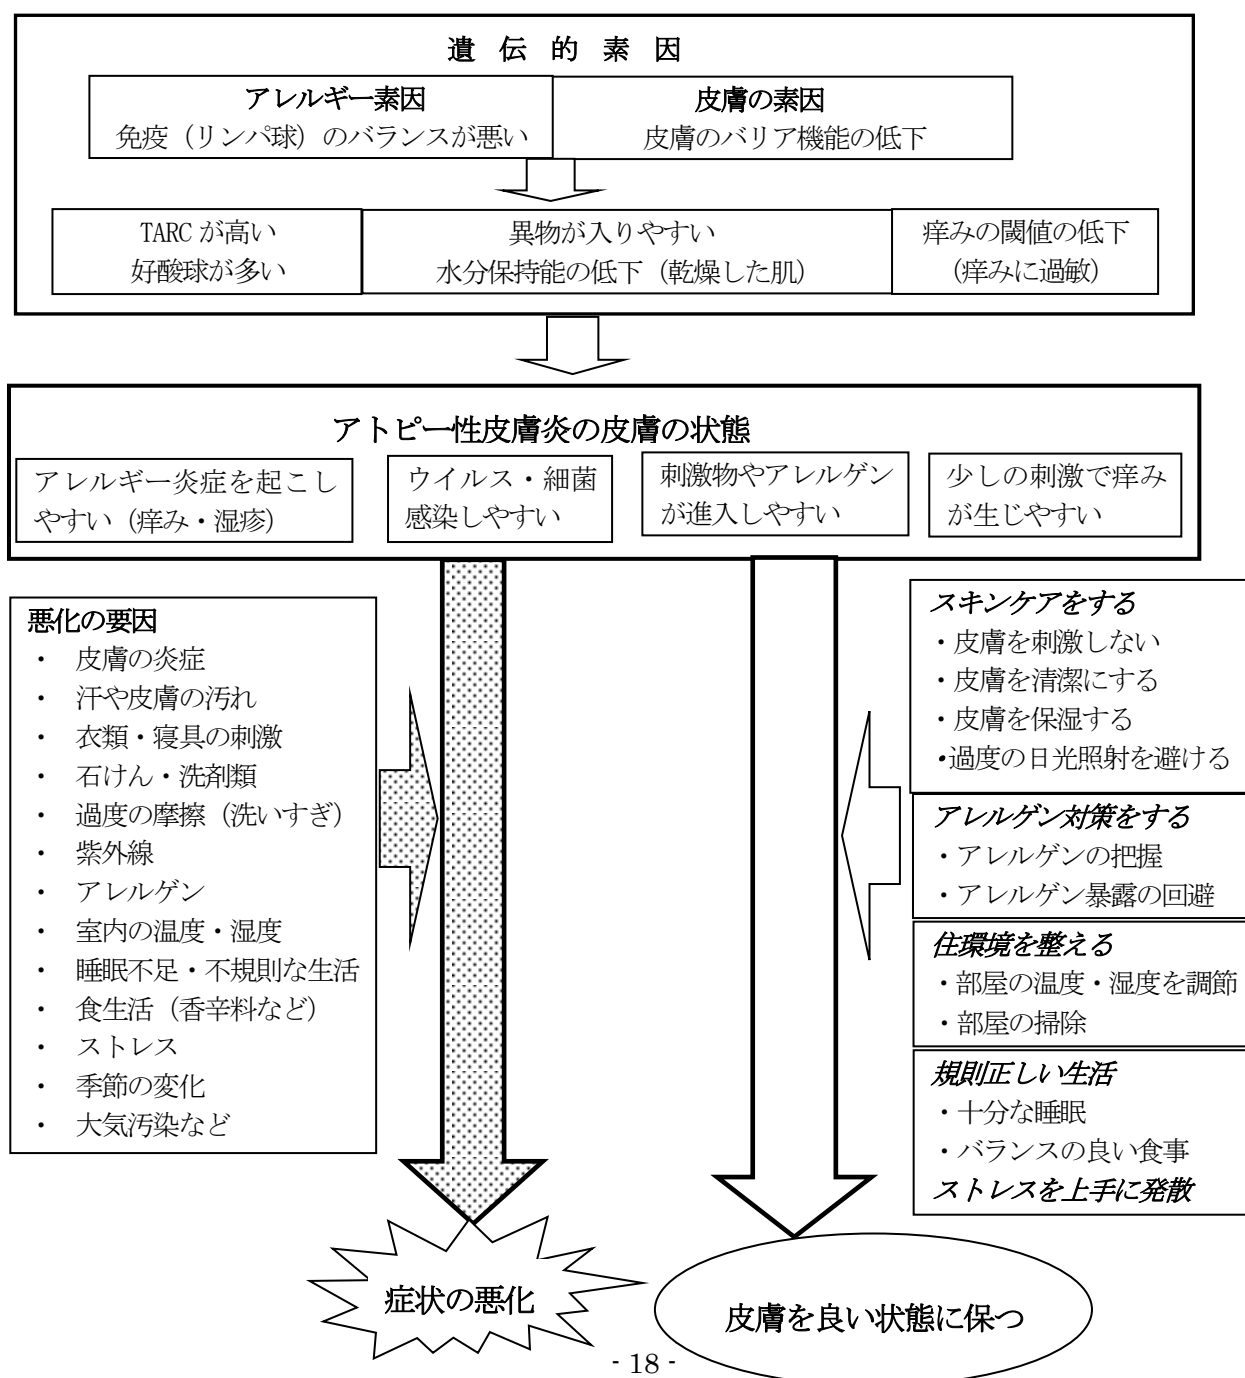 遺 伝 的 素 因
アレルギー素因
免疫（リンパ球）のバランスが悪い
皮膚の素因
皮膚のバリア機能の低下
TARC が高い
好酸球が多い
異物が入りやすい
水分保持能の低下（乾燥した肌）
痒みの閾値の低下
（痒みに過敏）
アトピー性皮膚炎の皮膚の状態
アレルギー炎症を起こし
やすい（痒み・湿疹）
ウイルス・細菌
感染しやすい
刺激物やアレルゲン
が進入しやすい
少しの刺激で痒み
が生じやすい
悪化の要因
・ 皮膚の炎症
・ 汗や皮膚の汚れ
・ 衣類・寝具の刺激
・ 石けん・洗剤類
・ 過度の摩擦（洗いすぎ）
・ 紫外線
・ アレルゲン
・ 室内の温度・湿度
・ 睡眠不足・不規則な生活
・ 食生活（香辛料など）
・ ストレス
・ 季節の変化
・ 大気汚染など
スキンケアをする
・皮膚を刺激しない
・皮膚を清潔にする
・皮膚を保湿する
・過度の日光照射を避ける
アレルゲン対策をする
・アレルゲンの把握
・アレルゲン暴露の回避
住環境を整える
・部屋の温度・湿度を調節
・部屋の掃除
規則正しい生活
・十分な睡眠
・バランスの良い食事
ストレスを上手に発散
症状の悪化
皮膚を良い状態に保つ
- 18 -